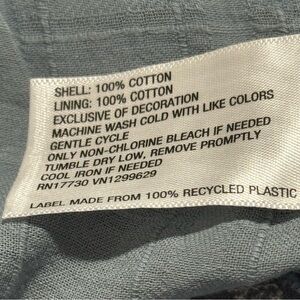 SHELL: 100% COTTON
LINING: 100% COTTON
EXCLUSIVE OF DECORATION
MACHINE WASH COLD WITH LIKE COLORS
GENTLE CYCLE
ONLY NON-CHLORINE BLEACH IF NEEDED
TUMBLE DRY LOW, REMOVE PROMPTLY
COOL IRON IF NEEDED
RN17730 VN1299629
LABEL MADE FROM 100% RECYCLED PLASTIC